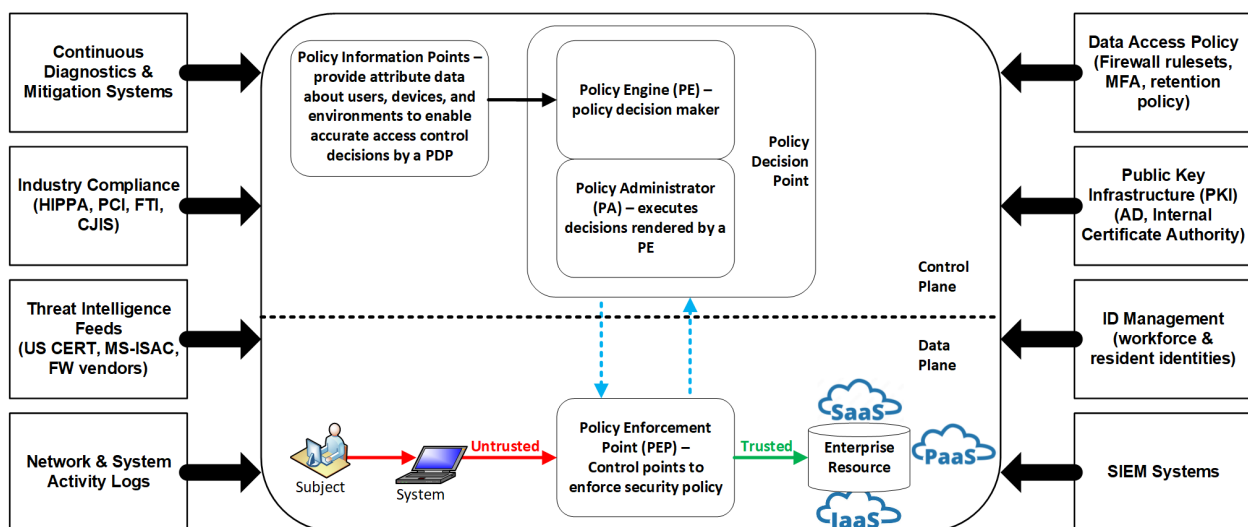 Continuous
Diagnostics &
Mitigation Systems
Industry Compliance
(HIPPA, PCI, FTI,
CJIS)
Threat Intelligence
Feeds
(US CERT, MS-ISAC,
FW vendors)
Network & System
Activity Logs
Policy Information Points –
provide attribute data
about users, devices, and
environments to enable
accurate access control
decisions by a PDP
Policy Engine (PE) –
policy decision maker
Policy Administrator
(PA) – executes
decisions rendered by a
PE
Policy
Decision
Point
Control
Plane
Data
Plane
Subject
System
Untrusted
Policy Enforcement
Point (PEP) –
Control points to
enforce security policy
Trusted
SaaS
Enterprise
Resource
PaaS
IaaS
Data Access Policy
(Firewall rulesets,
MFA, retention
policy)
Public Key
Infrastructure (PKI)
(AD, Internal
Certificate Authority)
ID Management
(workforce &
resident identities)
SIEM Systems